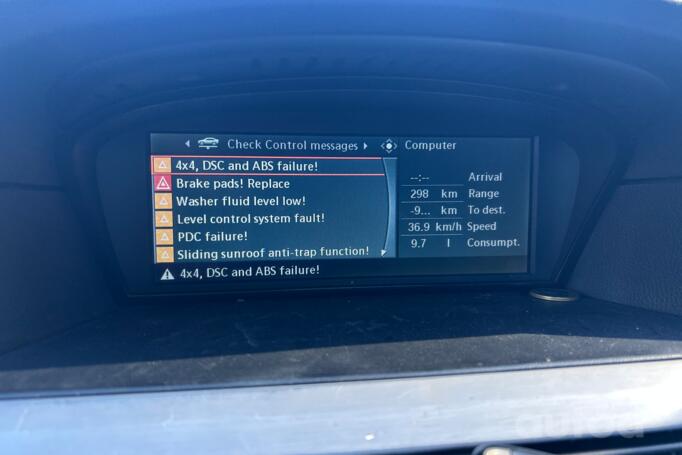 Check Control messages
4x4, DSC and ABS failure!
Brake pads! Replace
Washer fluid level low!
Level control system fault!
PDC failure!
Sliding sunroof anti-trap function!
4x4, DSC and ABS failure!
Computer
--:-- Arrival
298 km Range
-9... km To dest.
36.9 km/h Speed
9.7 l Consumpt.